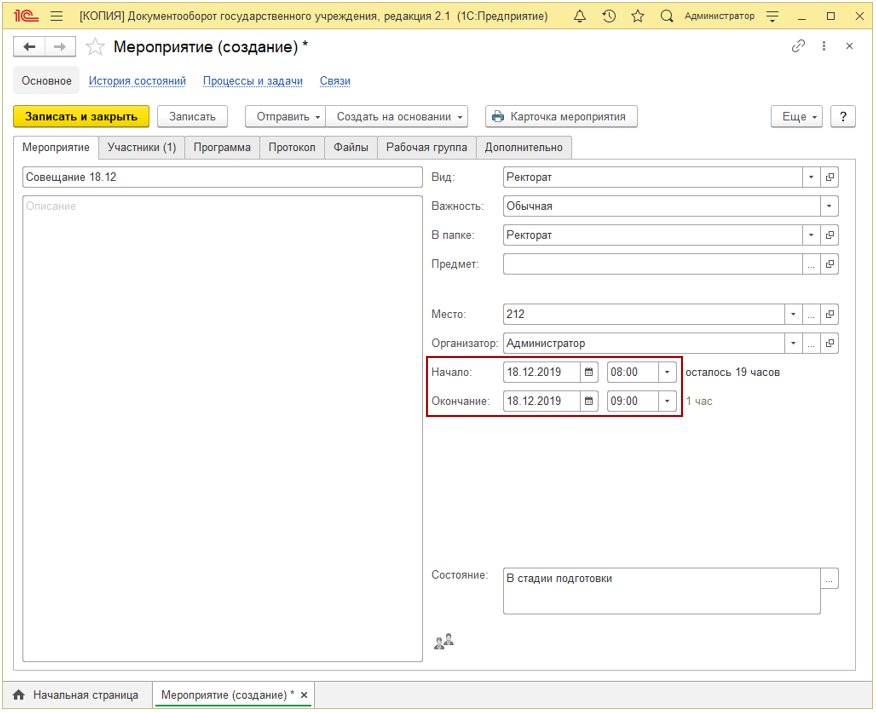 1С [КОПИЯ] Документооборот государственного учреждения, редакция 2.1 (1С:Предприятие) Администратор
Мероприятие (создание) *
Основное История состояний Процессы и задачи Связи
Записать и закрыть Записать Отправить Создать на основании Карточка мероприятия Еще ?
Мероприятие Участники (1) Программа Протокол Файлы Рабочая группа Дополнительно
Совещание 18.12
Описание
Вид: Ректорат
Важность: Обычная
В папке: Ректорат
Предмет: ...
Место: 212 ...
Организатор: Администратор ...
Начало: 18.12.2019 08:00 осталось 19 часов
Окончание: 18.12.2019 09:00 1 час
Состояние: В стадии подготовки ...
Начальная страница Мероприятие (создание) * ×